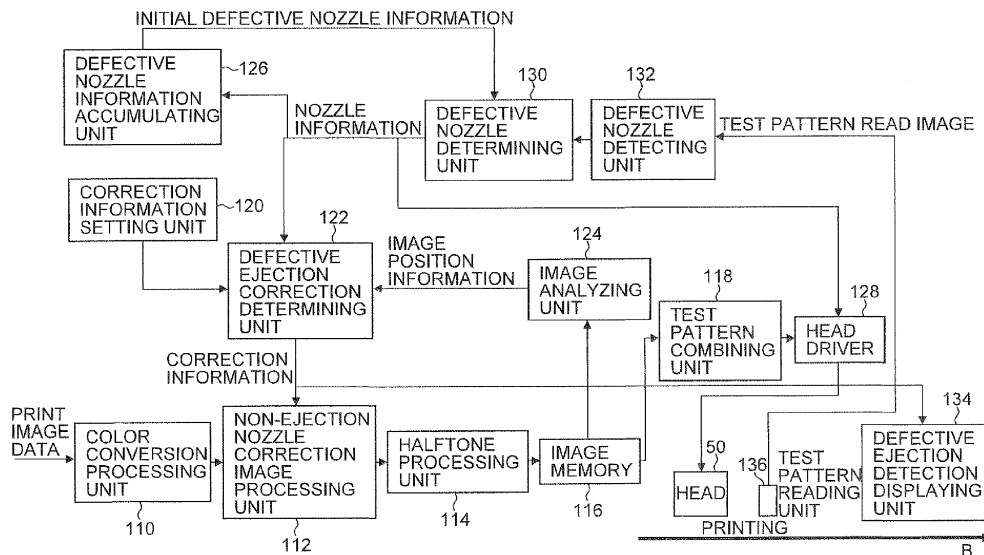 INITIAL DEFECTIVE NOZZLE INFORMATION
DEFECTIVE
NOZZLE
INFORMATION
ACCUMULATING
UNIT
126
NOZZLE
INFORMATION
130
DEFECTIVE
NOZZLE
DETERMINING
UNIT
132
DEFECTIVE
NOZZLE
DETECTING
UNIT
TEST PATTERN READ IMAGE
CORRECTION
INFORMATION
SETTING UNIT
120
122
DEFECTIVE
EJECTION
CORRECTION
DETERMINING
UNIT
IMAGE
POSITION
INFORMATION
124
IMAGE
ANALYZING
UNIT
118
TEST
PATTERN
COMBINING
UNIT
128
HEAD
DRIVER
CORRECTION
INFORMATION
PRINT
IMAGE
DATA
COLOR
CONVERSION
PROCESSING
UNIT
110
NON-EJECTION
NOZZLE
CORRECTION
IMAGE
PROCESSING
UNIT
112
HALFTONE
PROCESSING
UNIT
114
IMAGE
MEMORY
116
50
HEAD
PRINTING
136
TEST
PATTERN
READING
UNIT
134
DEFECTIVE
EJECTION
DETECTION
DISPLAYING
UNIT
B